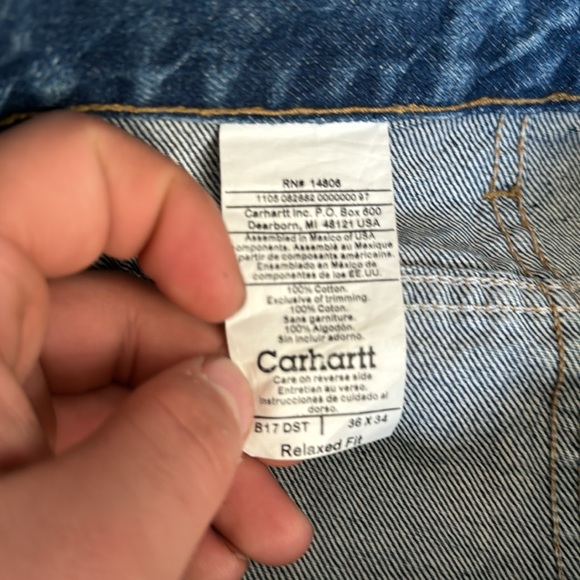 RN# 14806
1105 082682 0000000 97
Carhartt Inc. P.O. Box 600
Dearborn, MI 48121 USA
Assembled in Mexico of USA
omponents. Assemblé au Mexique
partir de composants américains.
Ensamblado en México de
componentes de los EE.UU.
100% Cotton.
Exclusive of trimming.
100% Coton.
Sans garniture.
100% Algodón.
Sin incluir adorno.
Carhartt
Care on reverse side
Entretien au verso.
Instrucciones de cuidado al
dorso.
B17 DST 36 X 34
Relaxed Fit